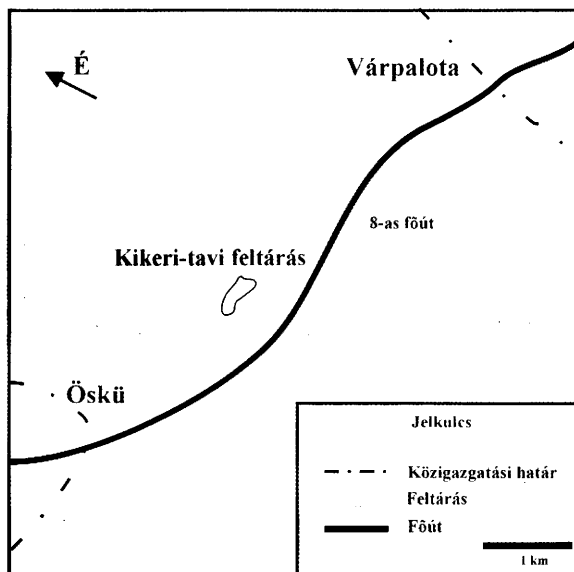 É
Várpalota
8-as főút
Kikeri-tavi feltárás
Öskü
Jelkulcs
Közigazgatási határ
Feltárás
Főút
1 km